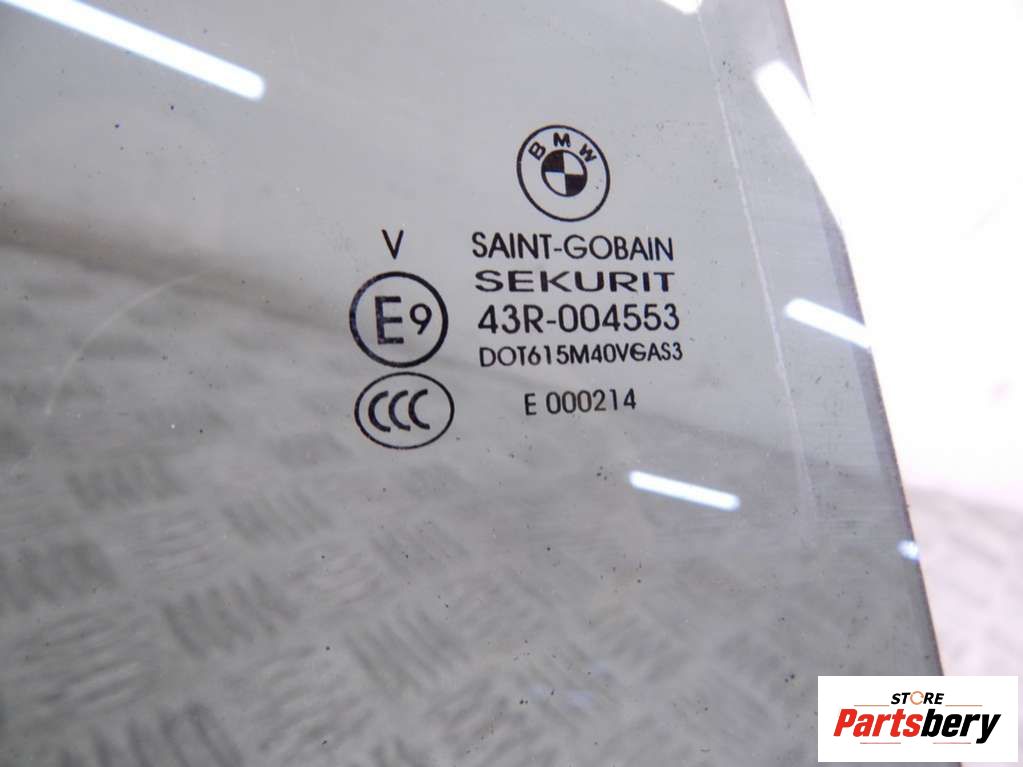 BMW
V
SAINT-GOBAIN
SEKURIT
E9
43R-004553
DOT615M40VGAS3
CCC
E 000214
STORE
Partsbery